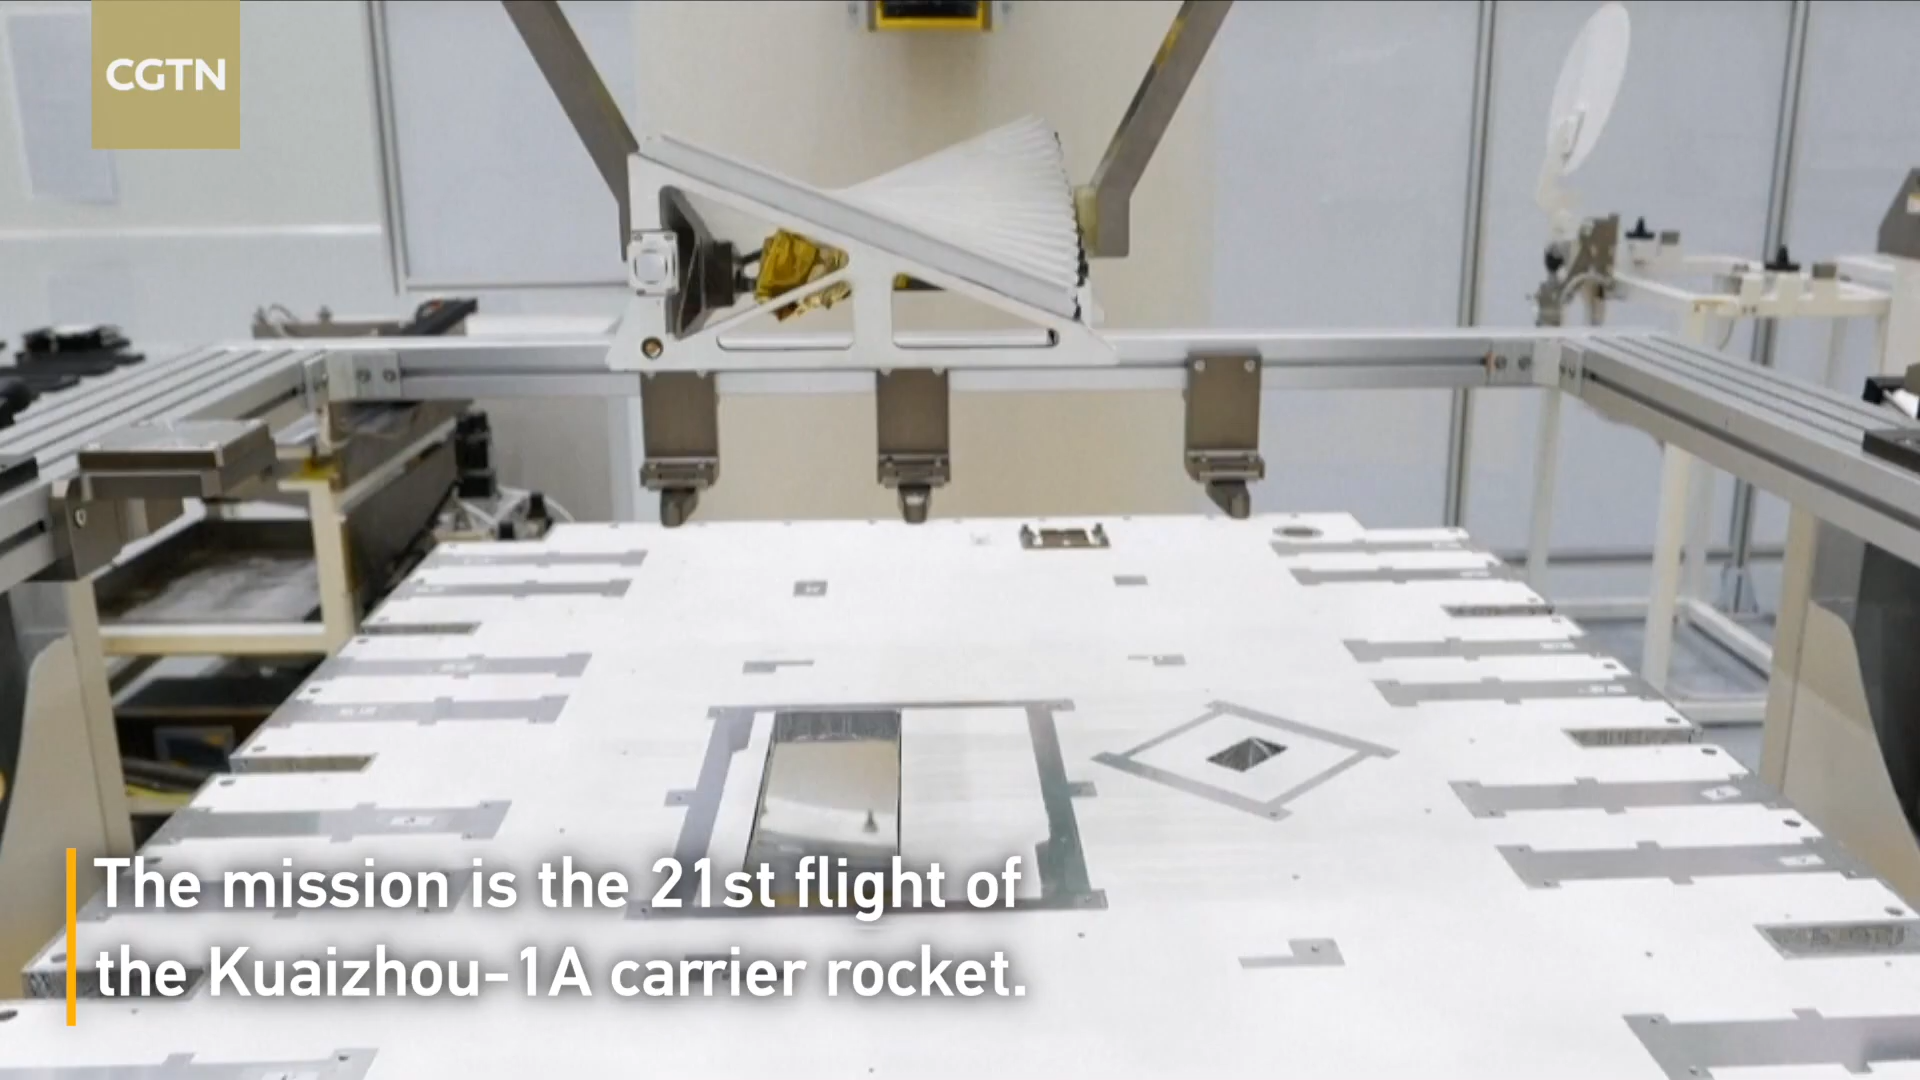 CGTN
The mission is the 21st flight of
the Kuaizhou-1A carrier rocket.